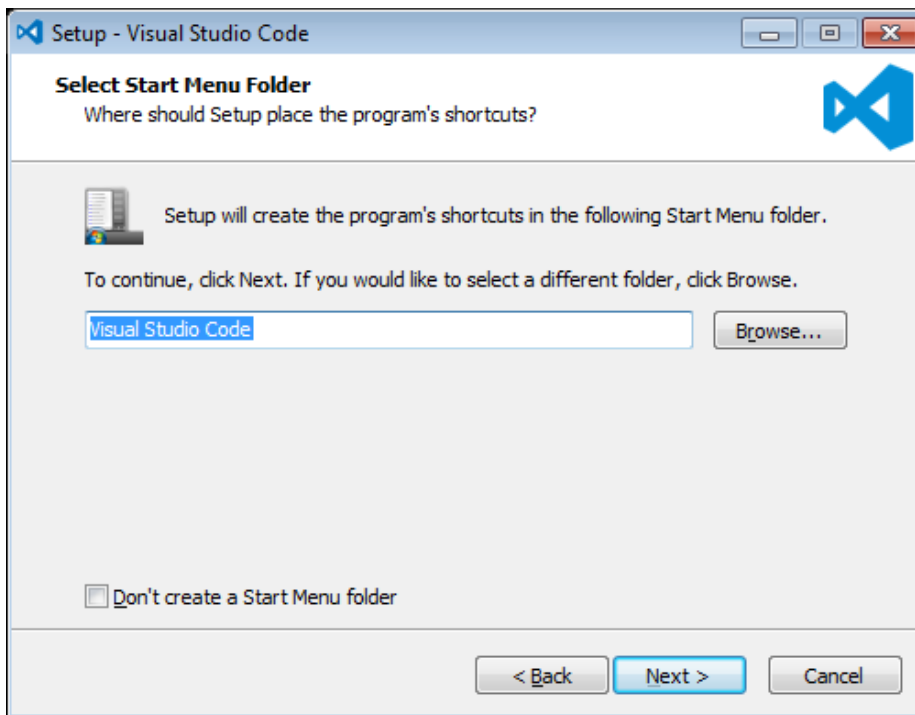 Setup - Visual Studio Code
Select Start Menu Folder
Where should Setup place the program's shortcuts?
Setup will create the program's shortcuts in the following Start Menu folder.
To continue, click Next. If you would like to select a different folder, click Browse.
Visual Studio Code
Browse...
Don't create a Start Menu folder
< Back
Next >
Cancel